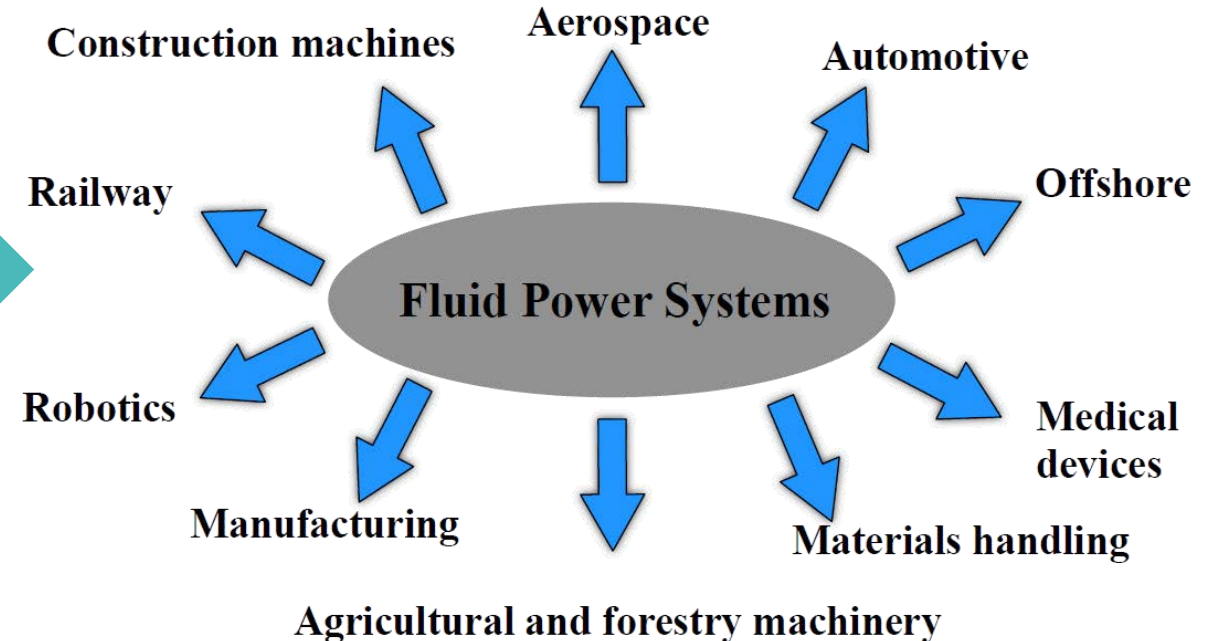 Aerospace
Construction machines
Automotive
Railway
Offshore
Fluid Power Systems
Robotics
Medical
devices
Manufacturing
Materials handling
Agricultural and forestry machinery